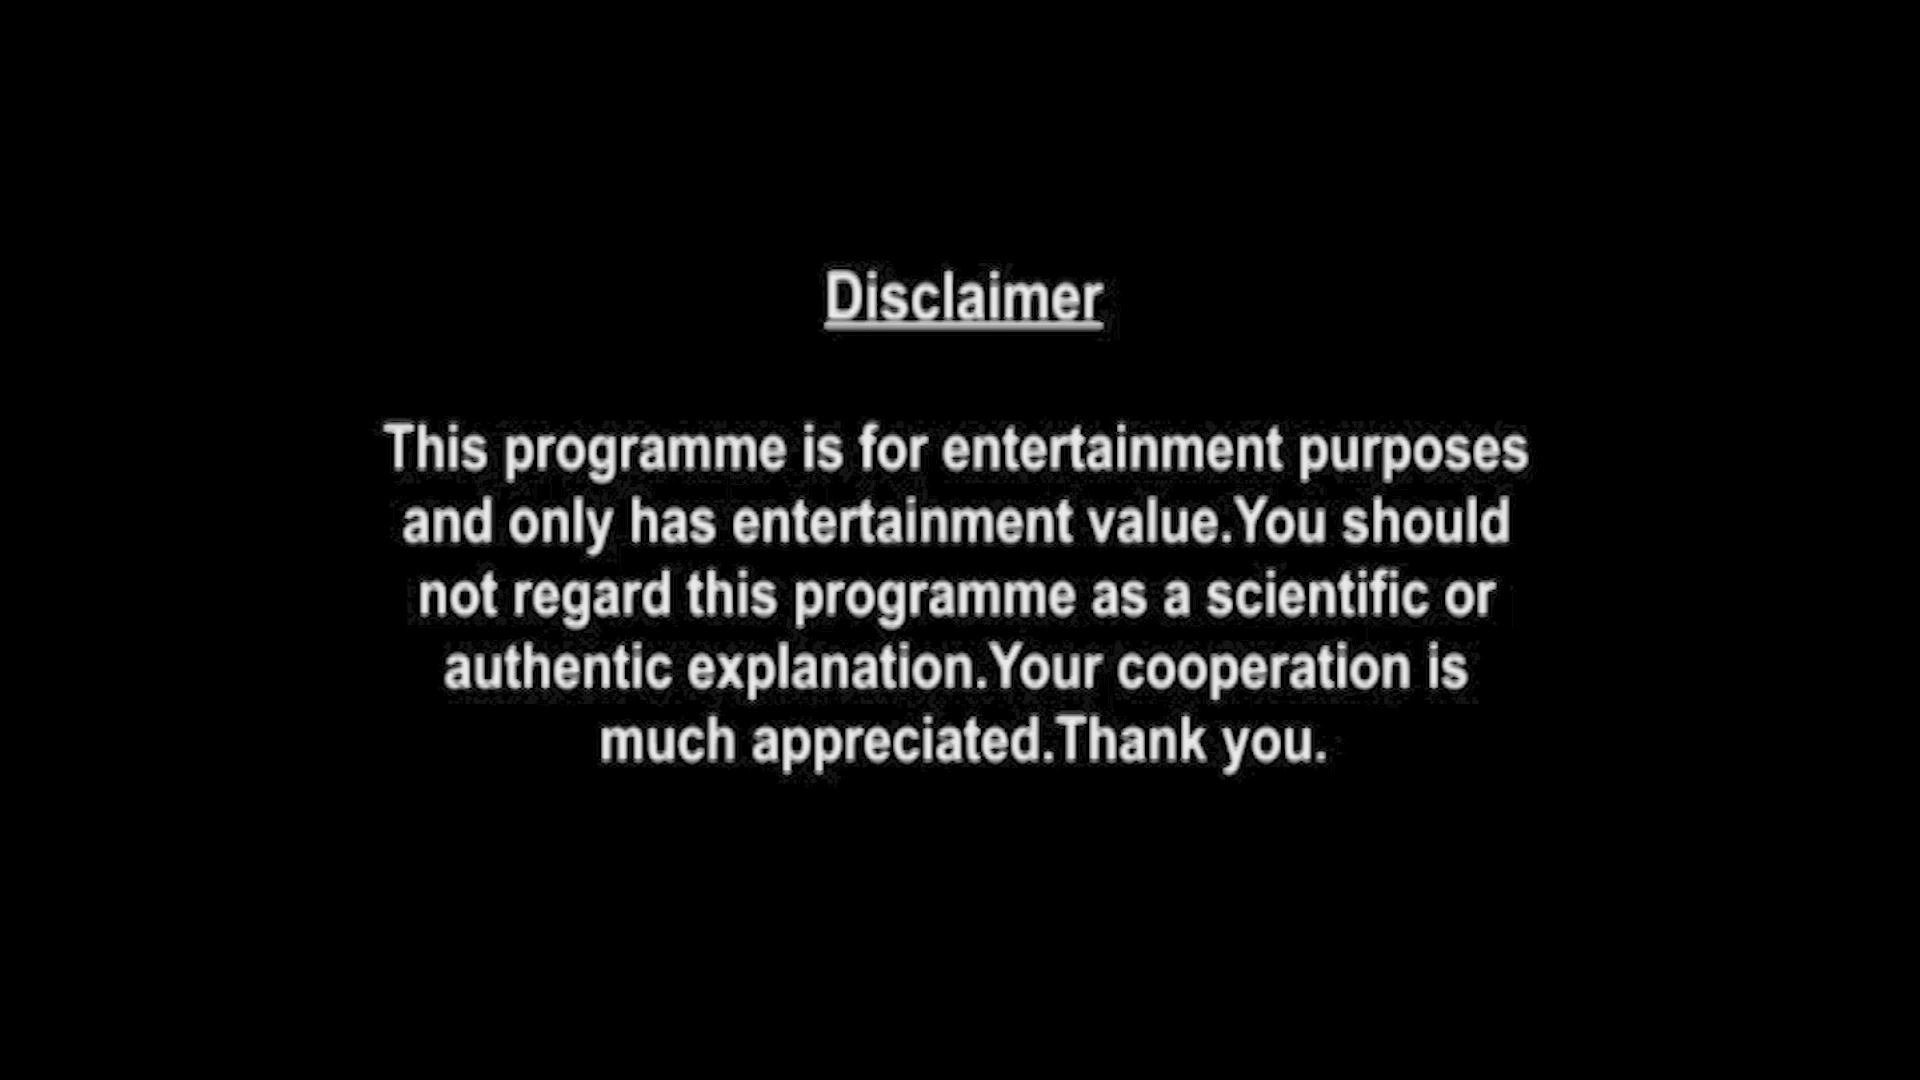 Disclaimer
This programme is for entertainment purposes
and only has entertainment value.You should
not regard this programme as a scientific or
authentic explanation.Your cooperation is
much appreciated.Thank you.